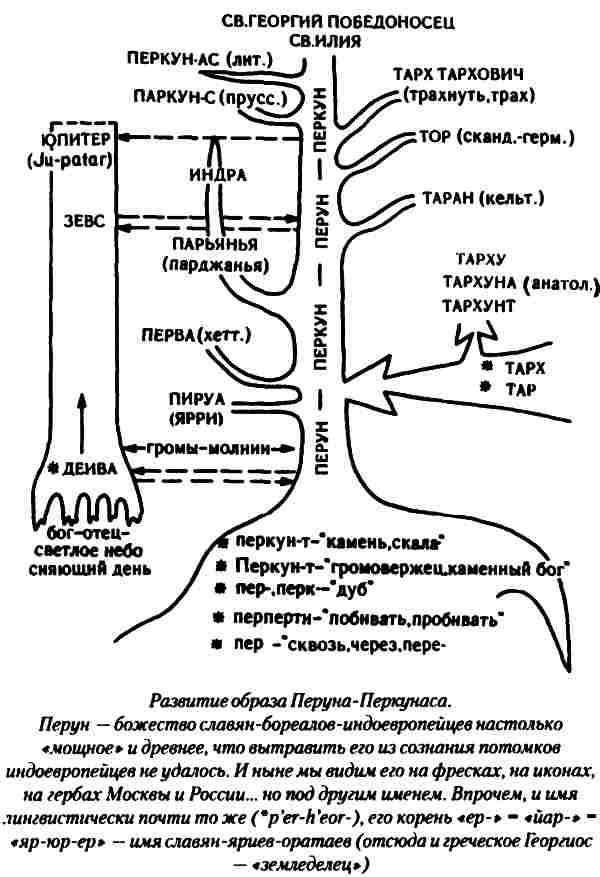 СВ.ГЕОРГИЙ ПОБЕДОНОСЕЦ
СВ.ИЛИЯ
ПЕРКУН-АС (лит.)
ПАРКУН-С (прусс.)
ТАРХ ТАРХОВИЧ
(трахнуть,трах)
ЮПИТЕР
(Ju-patar)
ТОР (сканд.-герм.)
ИНДРА
ЗЕВС
ТАРАН (кельт.)
ПАРЬЯНЬЯ
(парджанья)
ТАРХУ
ТАРХУНА (анатол.)
ТАРХУНТ
ПЕРВА (хетт.)
* ТАРХ
* ТАР
ПИРУА
(ЯРРИ)
ПЕРУН — ПЕРКУН — ПЕРУН — ПЕРКУН
громы-молнии
* ДЕИВА
бог-отец-
светлое небо
сияющий день
* перкун-т-"камень,скала"
* Перкун-т-"громовержец,каменный бог"
* пер-,перк-"дуб"
* перперти-"побивать,пробивать"
* пер -"сквозь,через,пере-
Развитие образа Перуна-Перкунаса.
Перун — божество славян-бореалов-индоевропейцев настолько
«мощное» и древнее, что вытравить его из сознания потомков
индоевропейцев не удалось. И ныне мы видим его на фресках, на иконах,
на гербах Москвы и России... но под другим именем. Впрочем, и имя
лингвистически почти то же (*p'er-h'eor-), его корень «ер-» = «йар-» =
«яр-юр-ер» — имя славян-яриев-оратаев (отсюда и греческое Георгиос
— «земледелец»)